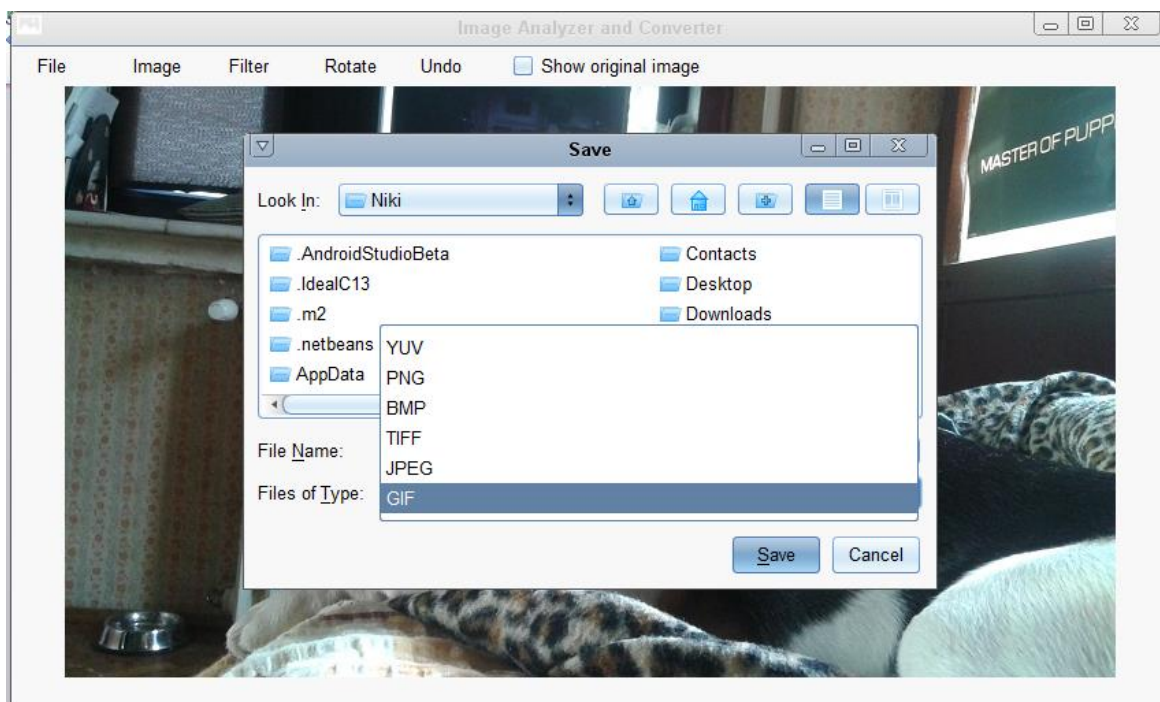 Image Analyzer and Converter
File Image Filter Rotate Undo Show original image
MASTER OF PUPP
Save
Look In: Niki
.AndroidStudioBeta Contacts
.IdealC13 Desktop
.m2 Downloads
.netbeans
AppData
YUV
PNG
BMP
TIFF
JPEG
GIF
File Name:
Files of Type:
Save Cancel